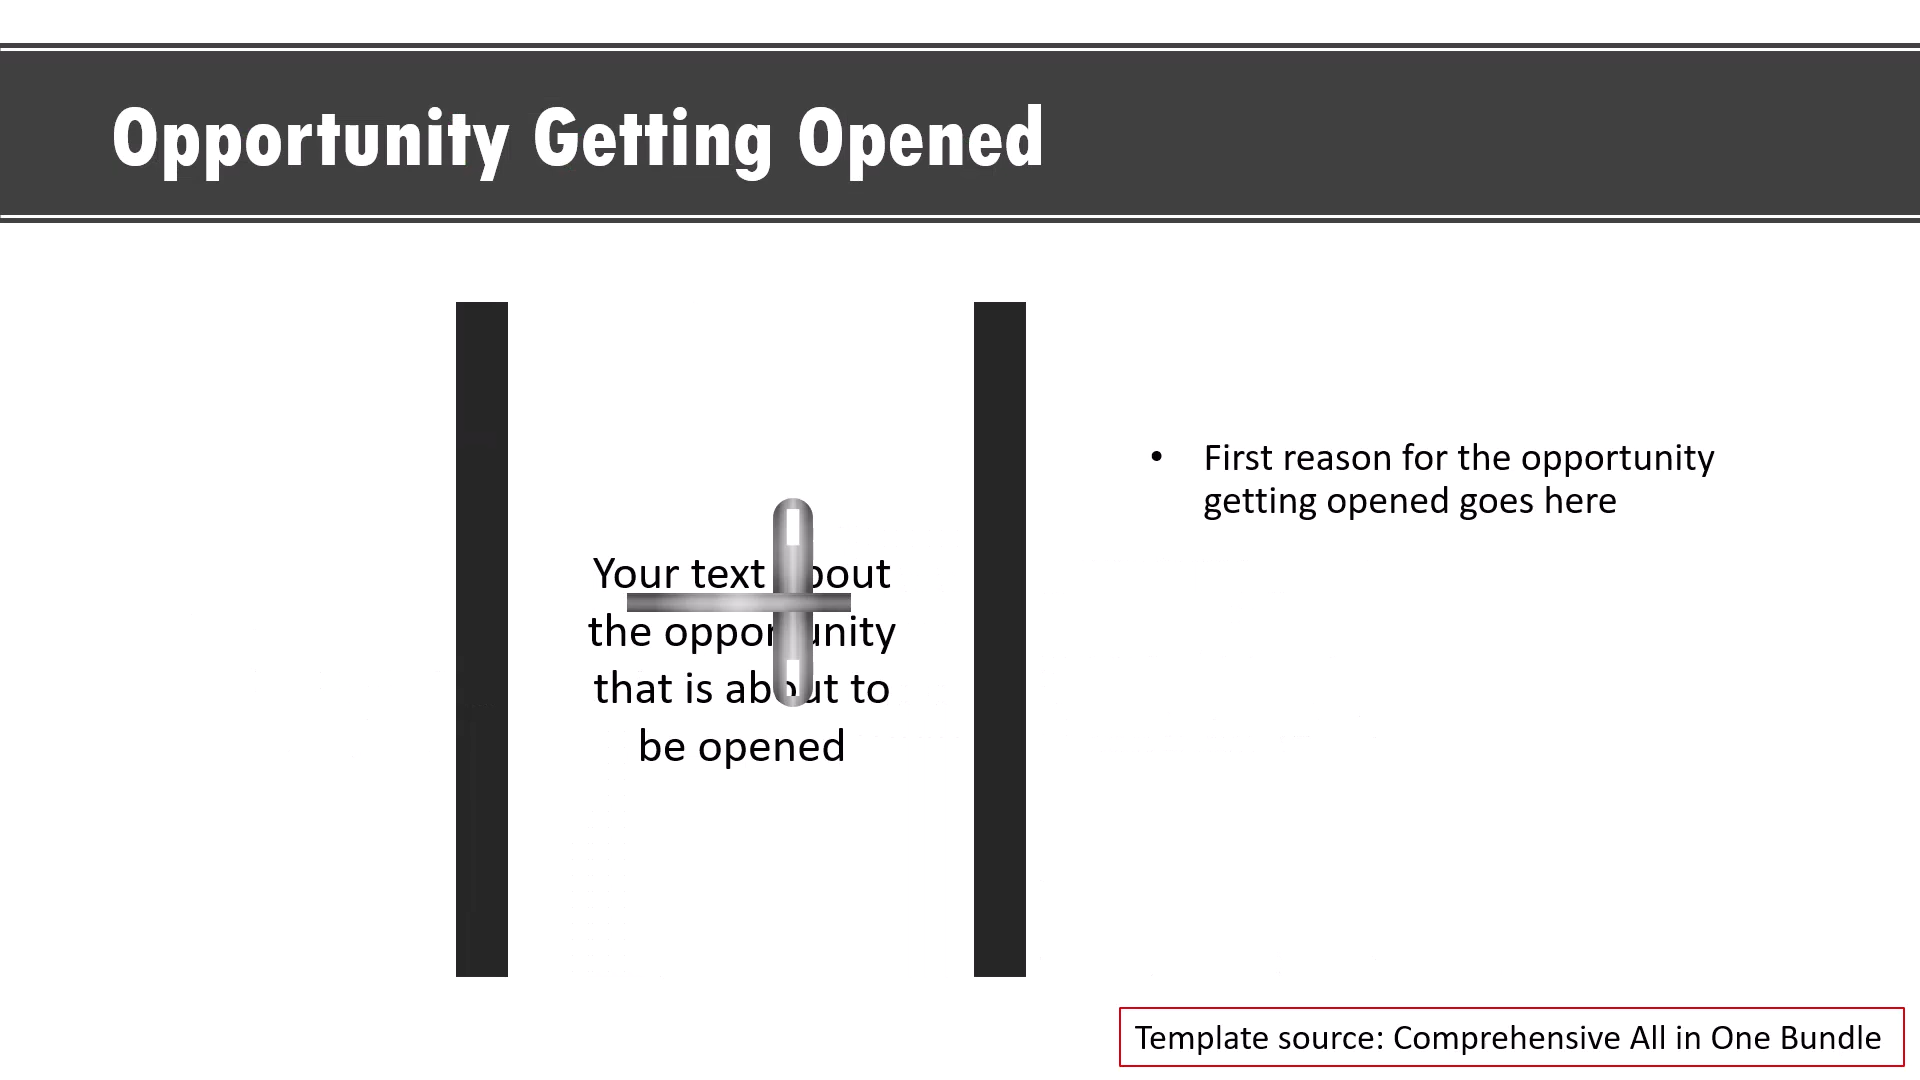 Opportunity Getting Opened
Your text about
the opportunity
that is about to
be opened
• First reason for the opportunity
getting opened goes here
Template source: Comprehensive All in One Bundle